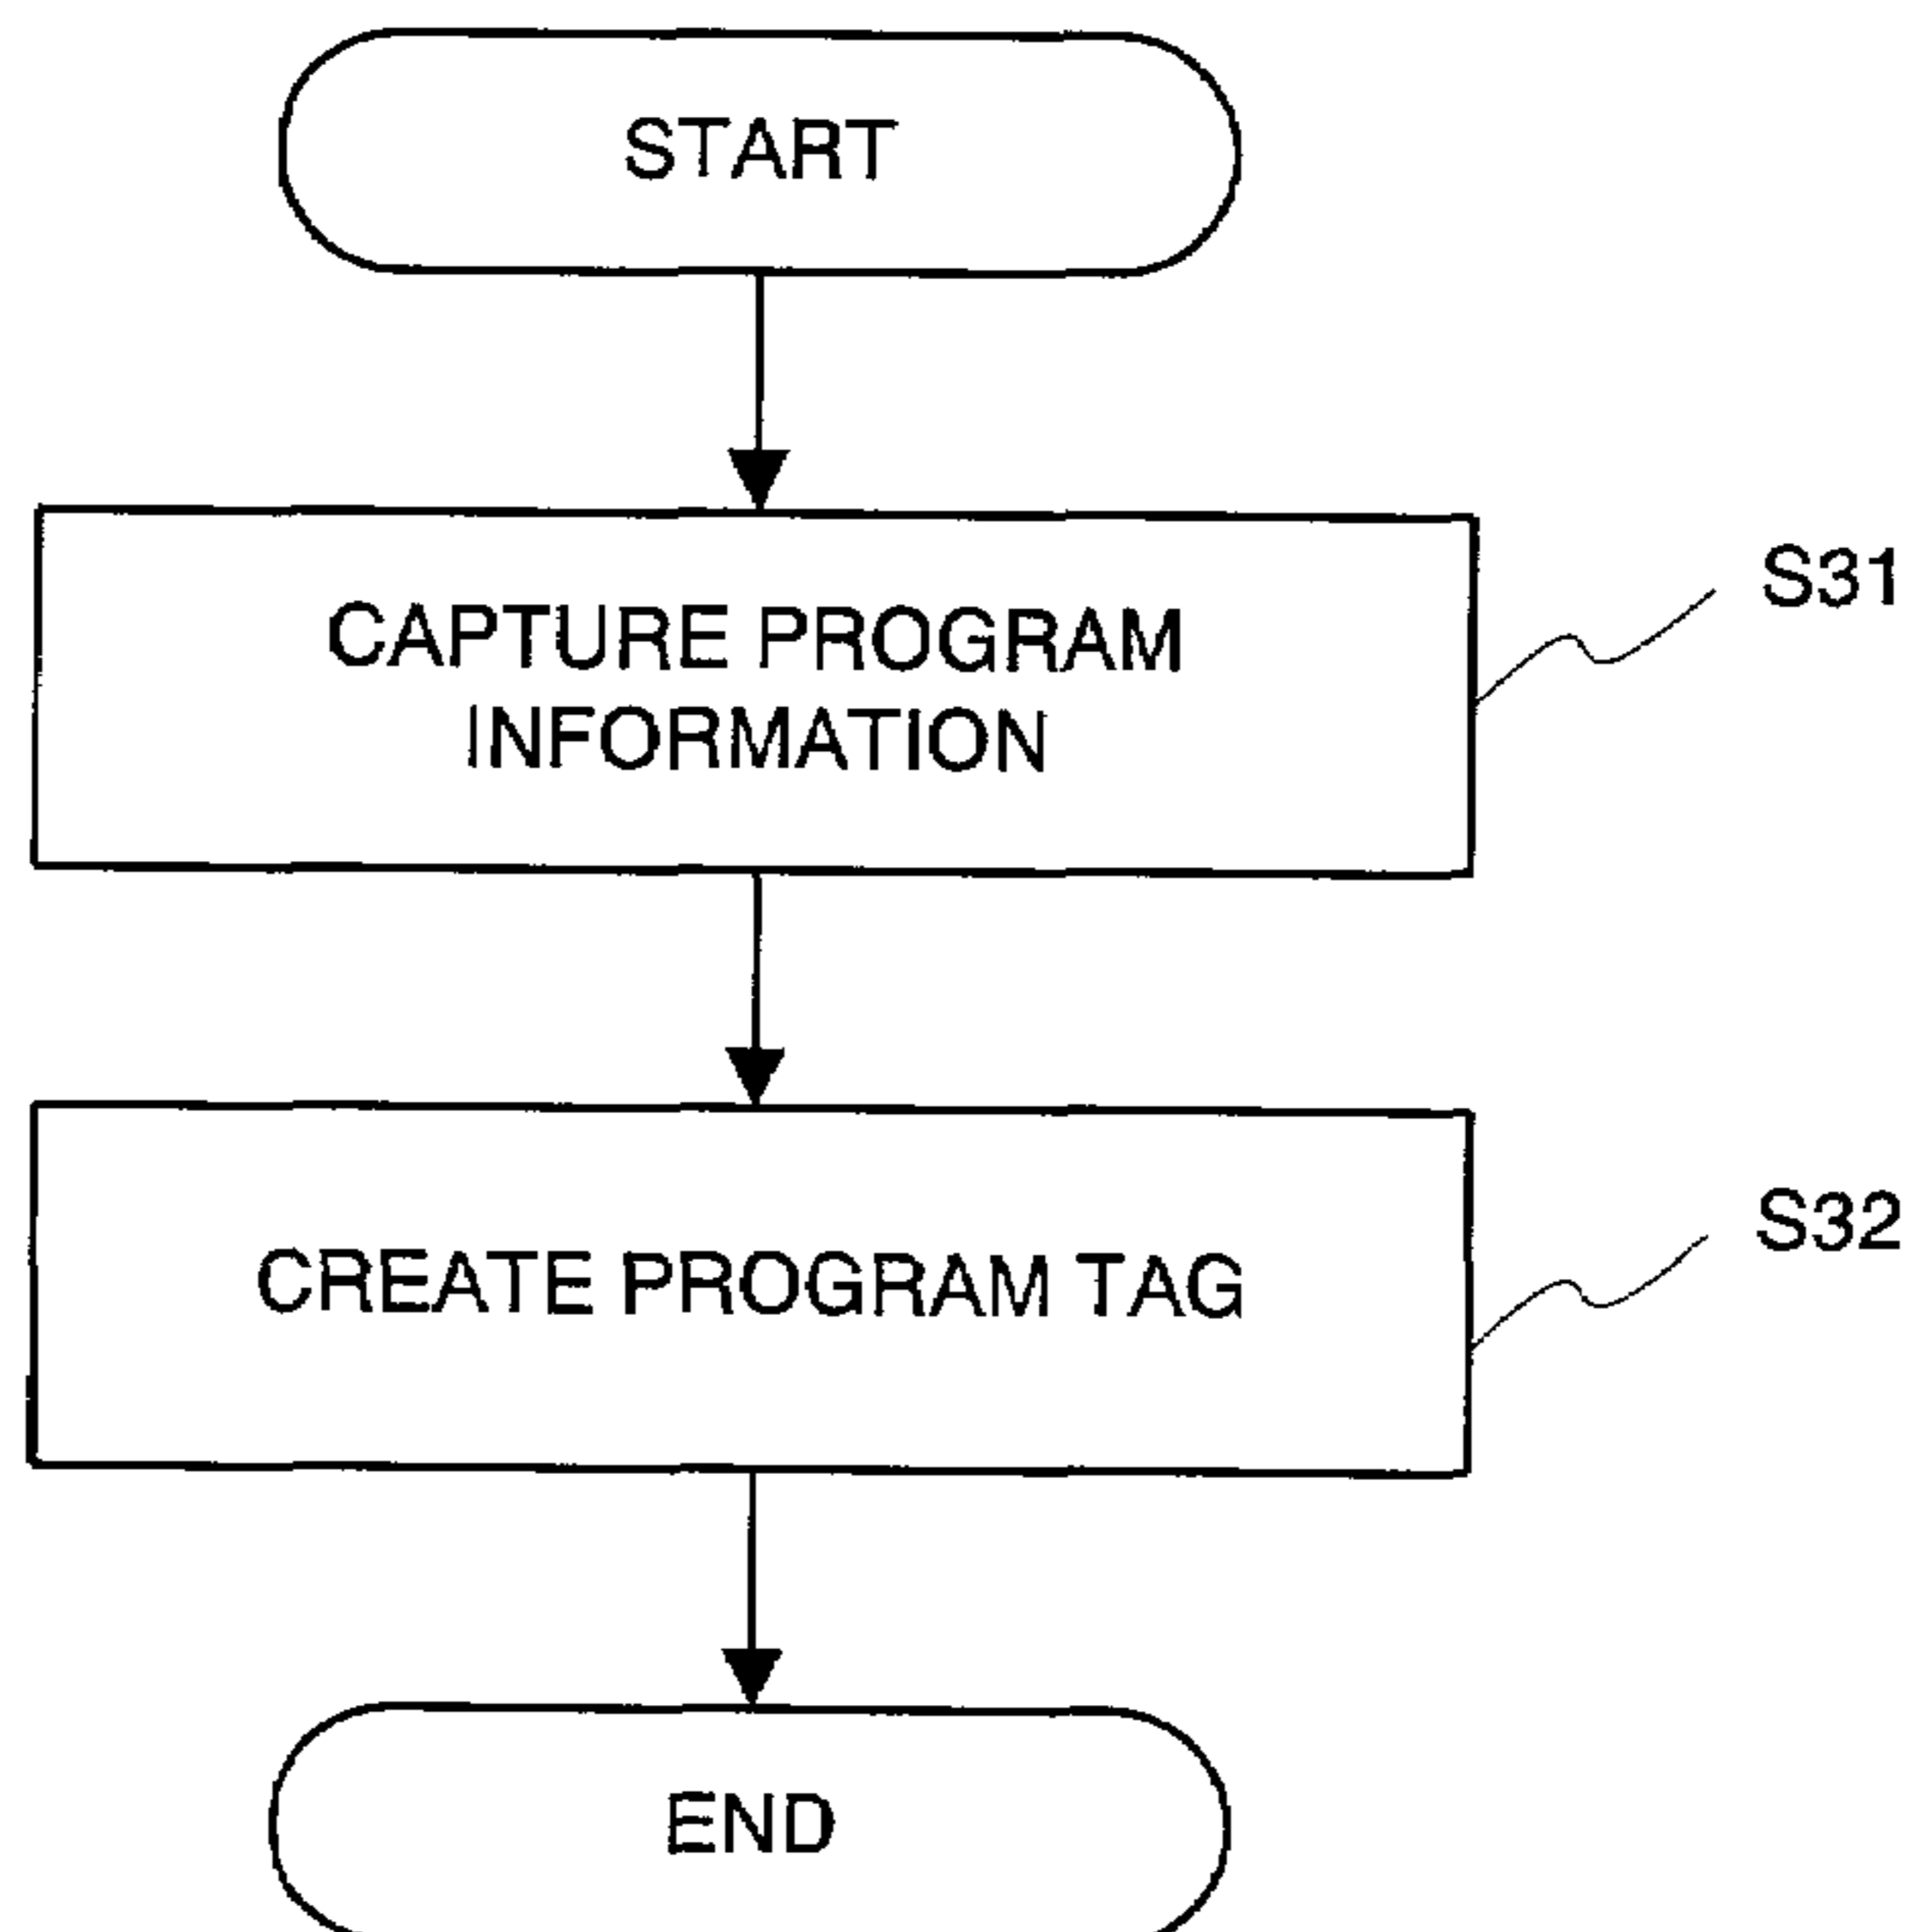 START
CAPTURE PROGRAM
INFORMATION
S31
CREATE PROGRAM TAG
S32
END